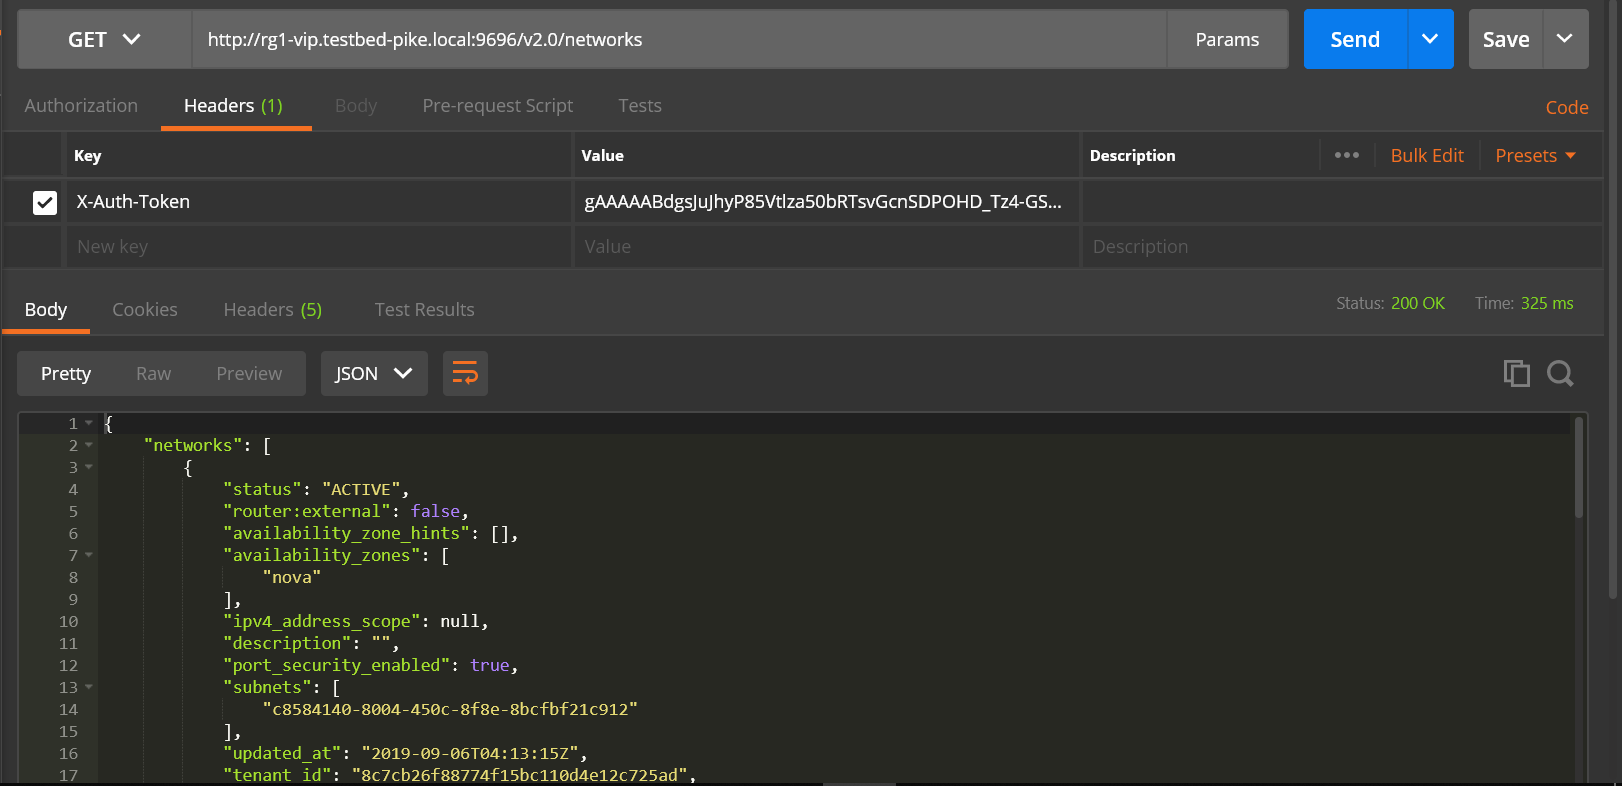 GET http://rg1-vip.testbed-pike.local:9696/v2.0/networks Params Send Save
Authorization Headers (1) Body Pre-request Script Tests Code
Key Value Description ••• Bulk Edit Presets
X-Auth-Token gAAAAABdgsJuJhyP85Vtlza50bRTsvGcnSDPOHD_Tz4-GS...
New key Value Description
Body Cookies Headers (5) Test Results Status: 200 OK Time: 325 ms
Pretty Raw Preview JSON
1 {
2 "networks": [
3 {
4 "status": "ACTIVE",
5 "router:external": false,
6 "availability_zone_hints": [],
7 "availability_zones": [
8 "nova"
9 ],
10 "ipv4_address_scope": null,
11 "description": "",
12 "port_security_enabled": true,
13 "subnets": [
14 "c8584140-8004-450c-8f8e-8bcfbf21c912"
15 ],
16 "updated_at": "2019-09-06T04:13:15Z",
17 "tenant_id": "8c7cb26f88774f15bc110d4e12c725ad",